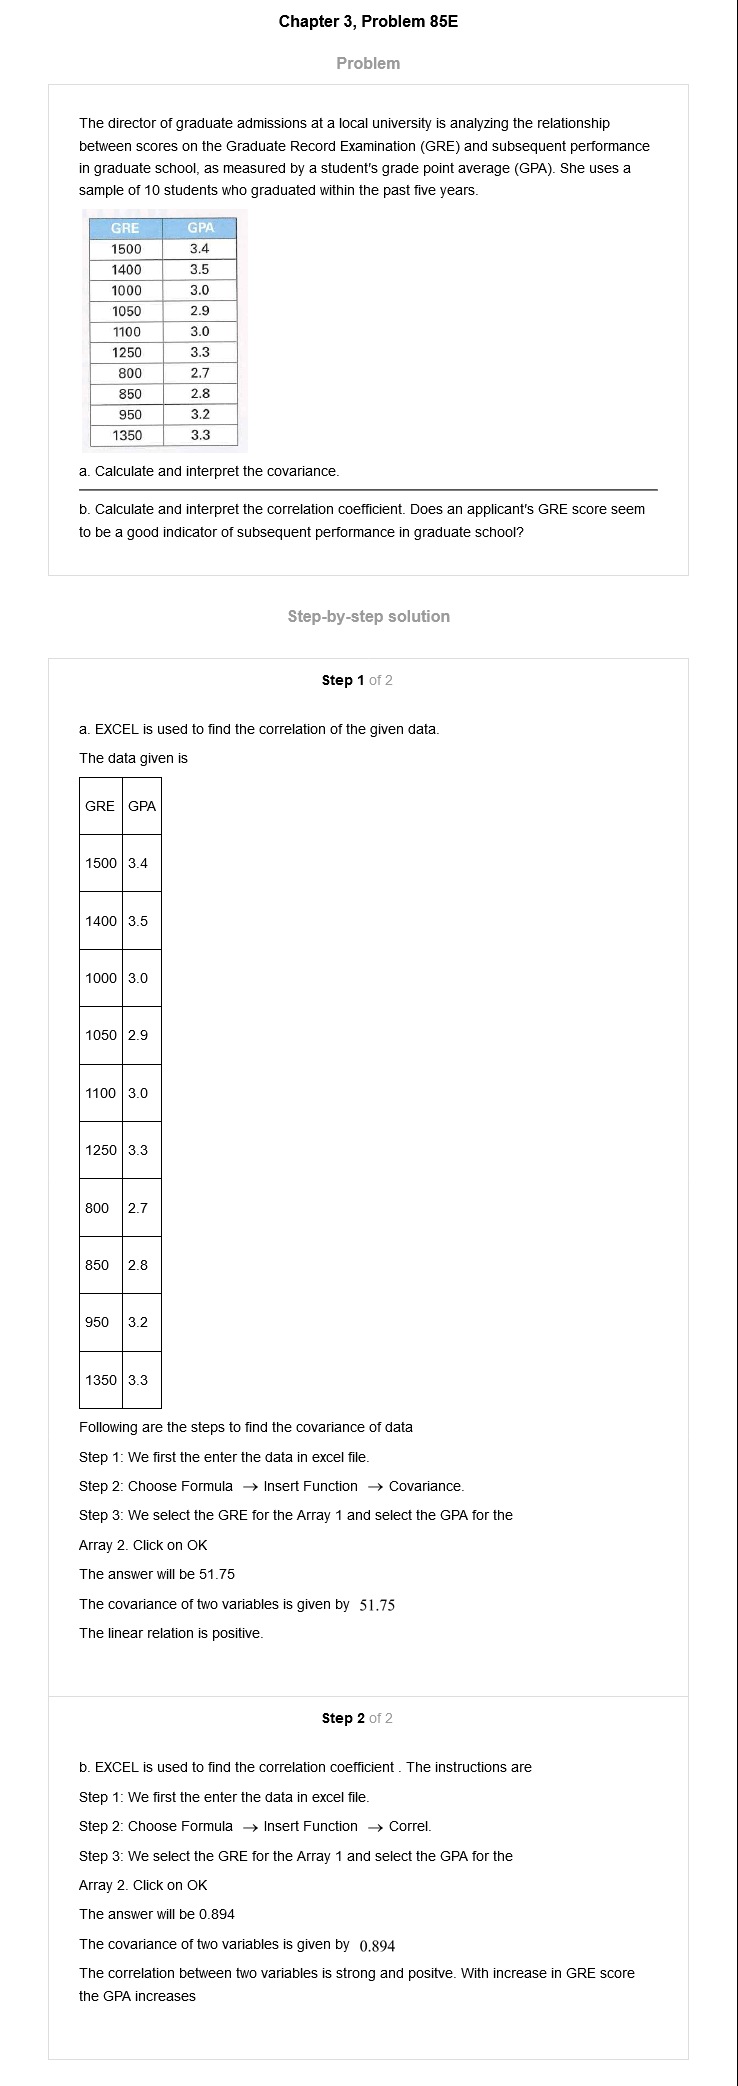 Chapter 3, Problem 85E
Problem
The director of graduate admissions at a local university is analyzing the relationship
between scores on the Graduate Record Examination (GRE) and subsequent performance
in graduate school, as measured by a student's grade point average (GPA). She uses a
sample of 10 students who graduated within the past five years.
GRE GPA
1500 3.4
1400 3.5
1000 3.0
1050 2.9
1100 3.0
1250 3.3
800 2.7
850 2.8
950 3.2
1350 3.3
a. Calculate and interpret the covariance.
b. Calculate and interpret the correlation coefficient. Does an applicant's GRE score seem
to be a good indicator of subsequent performance in graduate school?
Step-by-step solution
Step 1 of 2
a. EXCEL is used to find the correlation of the given data.
The data given is
GRE GPA
1500 3.4
1400 3.5
1000 3.0
1050 2.9
1100 3.0
1250 3.3
800 2.7
850 2.8
950 3.2
1350 3.3
Following are the steps to find the covariance of data
Step 1: We first the enter the data in excel file.
Step 2: Choose Formula → Insert Function → Covariance.
Step 3: We select the GRE for the Array 1 and select the GPA for the
Array 2. Click on OK
The answer will be 51.75
The covariance of two variables is given by 51.75
The linear relation is positive.
Step 2 of 2
b. EXCEL is used to find the correlation coefficient . The instructions are
Step 1: We first the enter the data in excel file.
Step 2: Choose Formula → Insert Function → Correl.
Step 3: We select the GRE for the Array 1 and select the GPA for the
Array 2. Click on OK
The answer will be 0.894
The covariance of two variables is given by 0.894
The correlation between two variables is strong and positve. With increase in GRE score
the GPA increases